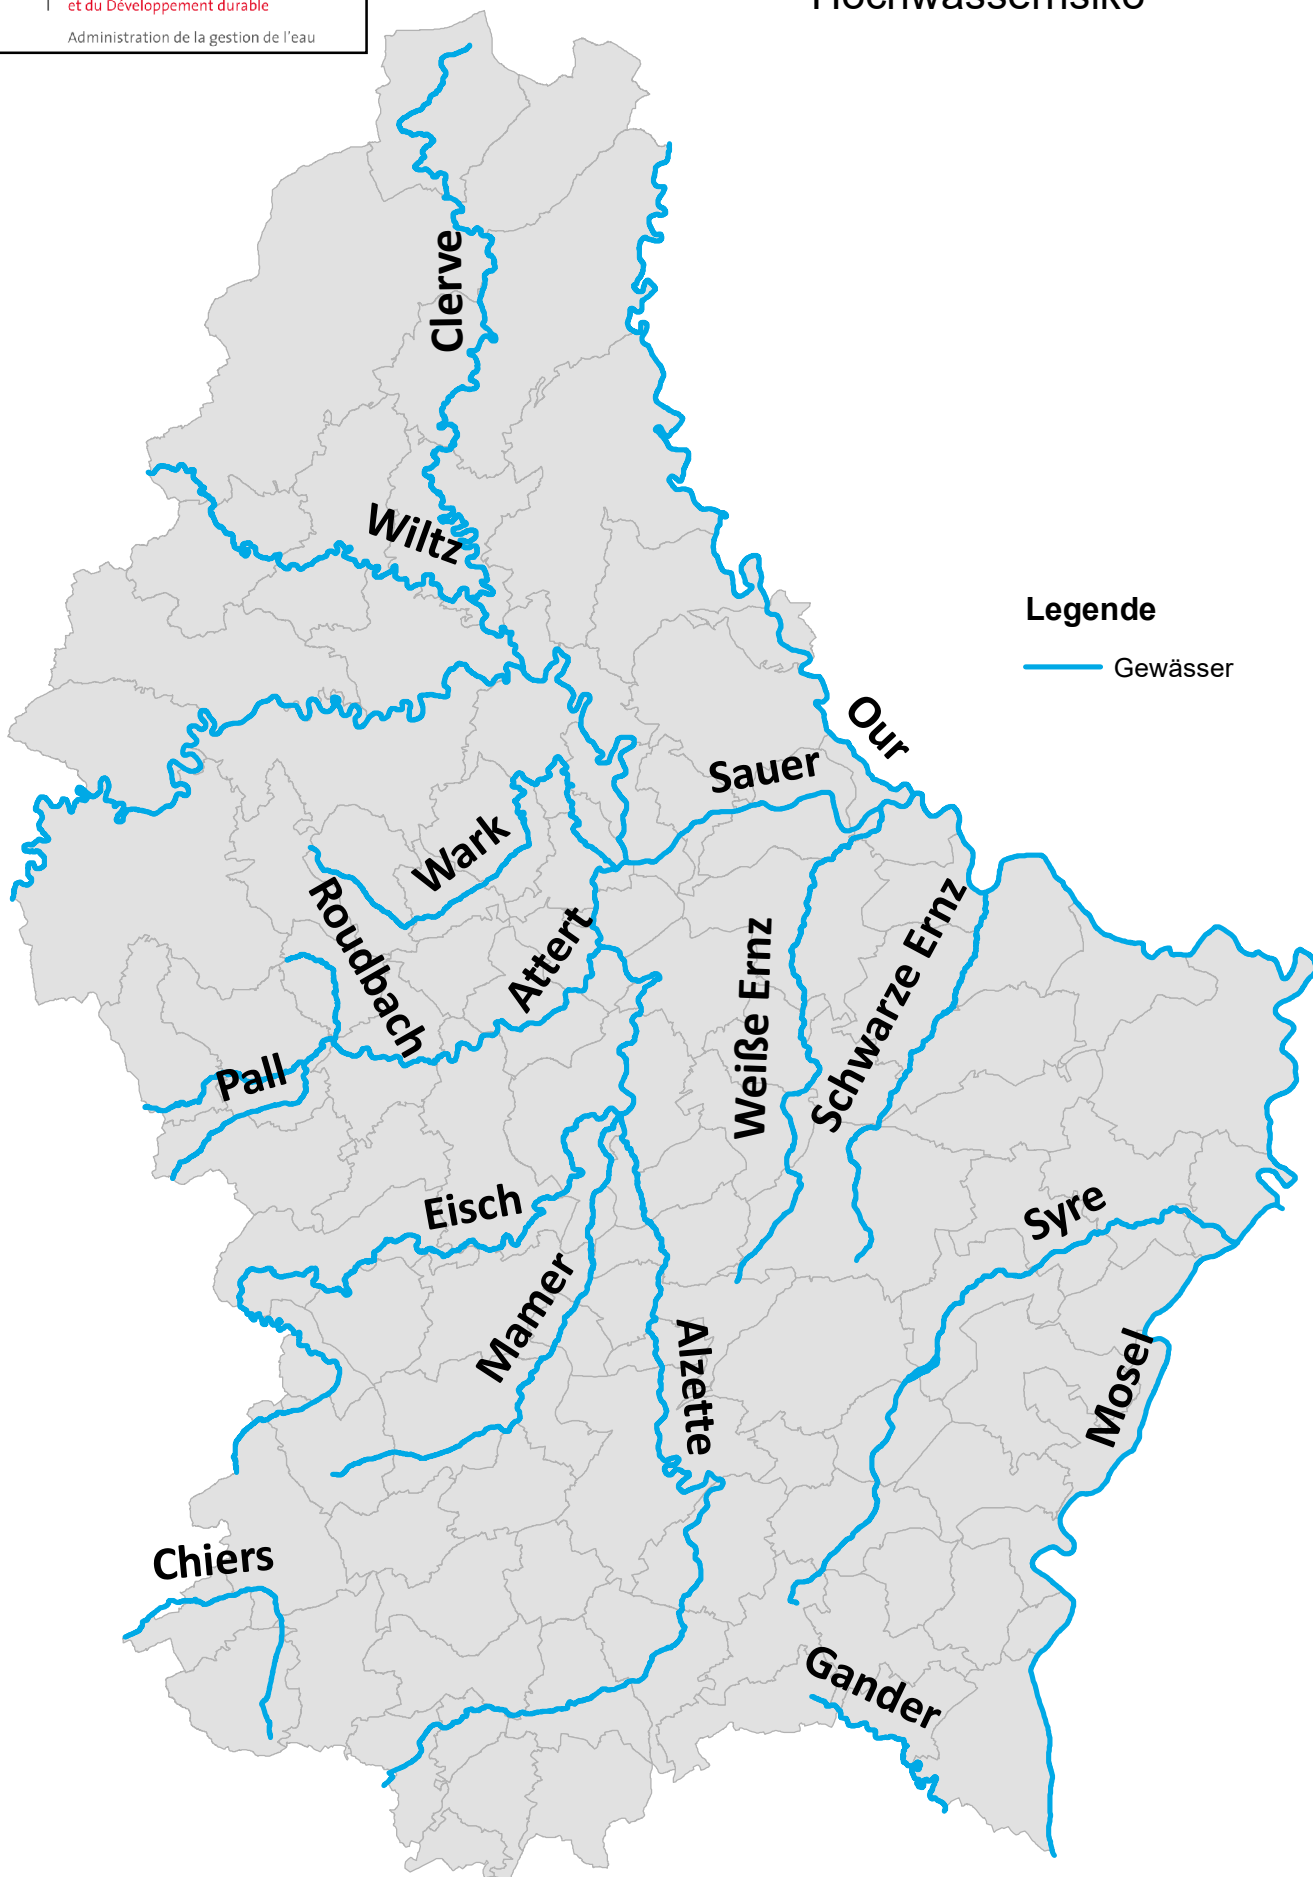 et du Développement durable
Administration de la gestion de l'eau
Hochwasserrisiko
Clerve
Wiltz
Legende
Gewässer
Our
Sauer
Wark
Roudbach
Attert
Weiße Ernz
Schwarze Ernz
Pall
Eisch
Syre
Mamer
Alzette
Mosel
Chiers
Gander